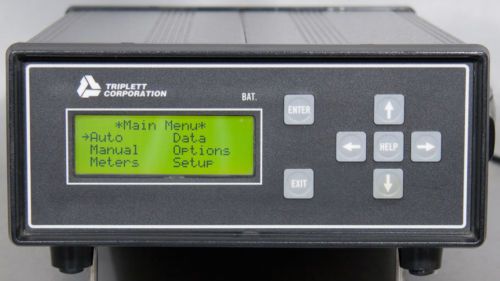 TRIPLETT
CORPORATION
BAT.
*Main Menu*
→Auto Data
Manual Options
Meters Setup
ENTER
HELP
EXIT